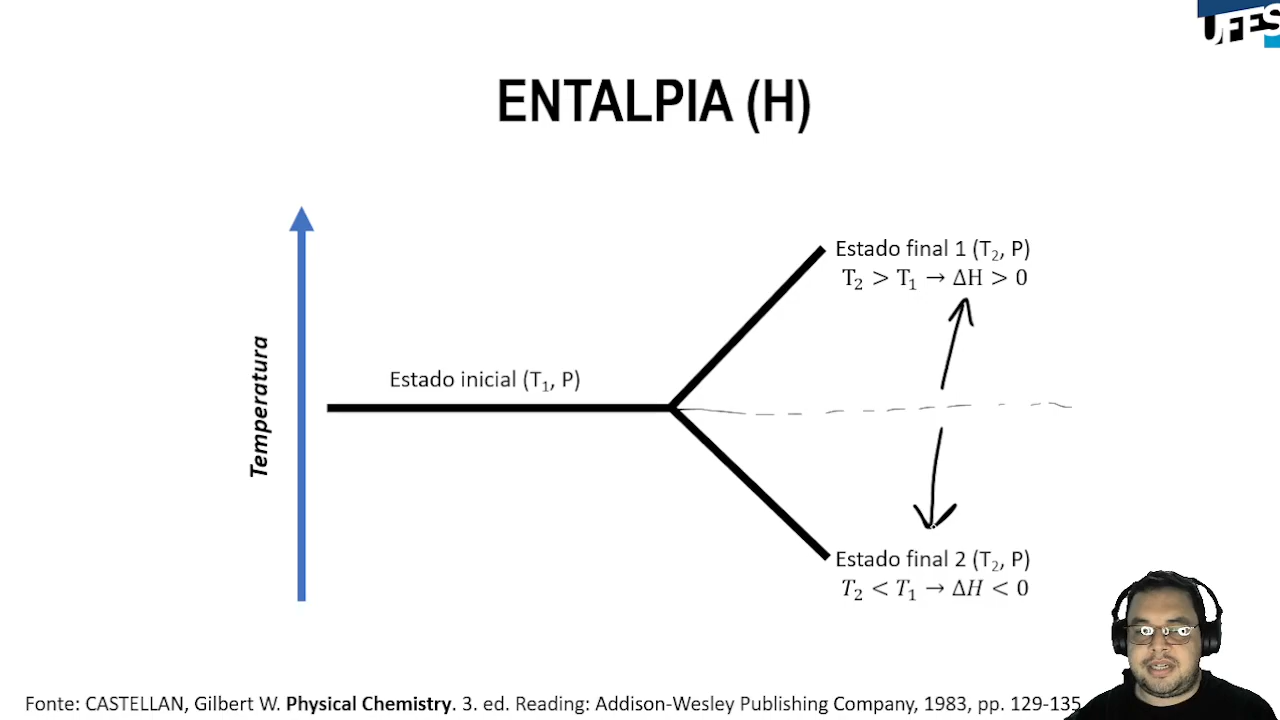 UFES
ENTALPIA (H)
Estado final 1 (T₂, P)
T₂ > T₁ → ΔH > 0
Estado inicial (T₁, P)
Temperatura
Estado final 2 (T₂, P)
T₂ < T₁ → ΔH < 0
Fonte: CASTELLAN, Gilbert W. Physical Chemistry. 3. ed. Reading: Addison-Wesley Publishing Company, 1983, pp. 129-135